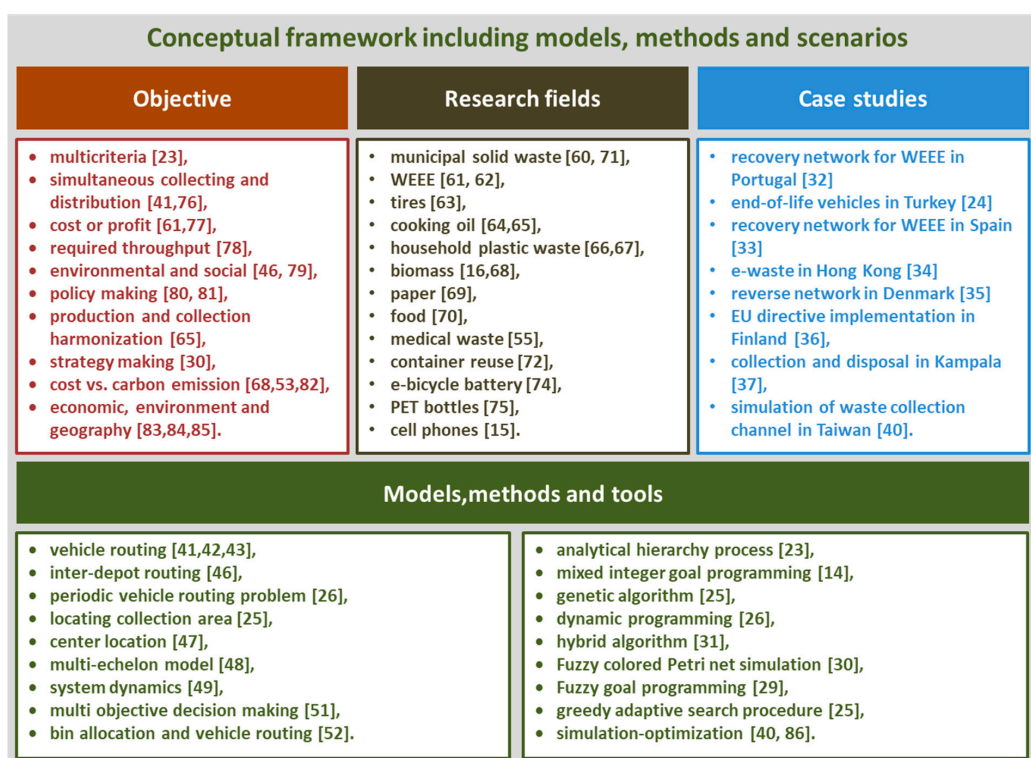 Conceptual framework including models, methods and scenarios
Objective
• multicriteria [23],
• simultaneous collecting and
distribution [41,76],
• cost or profit [61,77],
• required throughput [78],
• environmental and social [46, 79],
• policy making [80, 81],
• production and collection
harmonization [65],
• strategy making [30],
• cost vs. carbon emission [68,53,82],
• economic, environment and
geography [83,84,85].
Research fields
• municipal solid waste [60, 71],
• WEEE [61, 62],
• tires [63],
• cooking oil [64,65],
• household plastic waste [66,67],
• biomass [16,68],
• paper [69],
• food [70],
• medical waste [55],
• container reuse [72],
• e-bicycle battery [74],
• PET bottles [75],
• cell phones [15].
Case studies
• recovery network for WEEE in
Portugal [32]
• end-of-life vehicles in Turkey [24]
• recovery network for WEEE in Spain
[33]
• e-waste in Hong Kong [34]
• reverse network in Denmark [35]
• EU directive implementation in
Finland [36],
• collection and disposal in Kampala
[37],
• simulation of waste collection
channel in Taiwan [40].
Models,methods and tools
• vehicle routing [41,42,43],
• inter-depot routing [46],
• periodic vehicle routing problem [26],
• locating collection area [25],
• center location [47],
• multi-echelon model [48],
• system dynamics [49],
• multi objective decision making [51],
• bin allocation and vehicle routing [52].
• analytical hierarchy process [23],
• mixed integer goal programming [14],
• genetic algorithm [25],
• dynamic programming [26],
• hybrid algorithm [31],
• Fuzzy colored Petri net simulation [30],
• Fuzzy goal programming [29],
• greedy adaptive search procedure [25],
• simulation-optimization [40, 86].